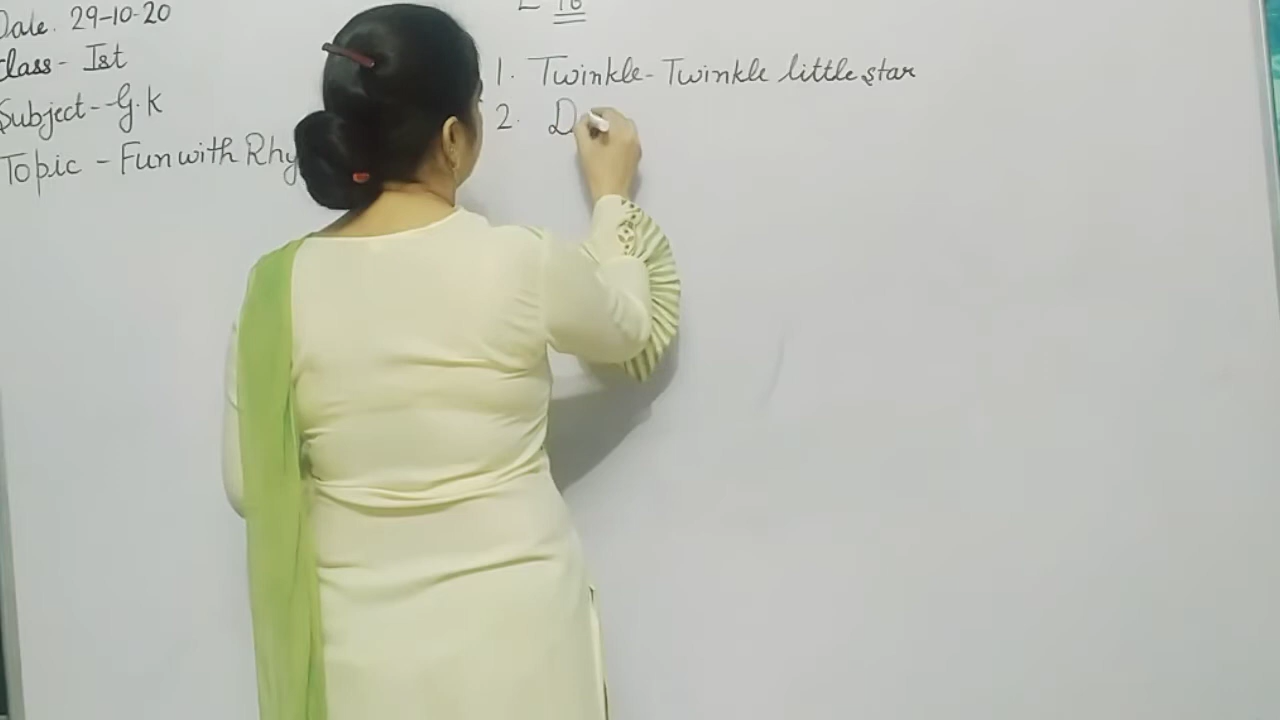 Date. 29-10-20
Class - Ist
Subject - G.K
Topic - Fun with Rhy
1. Twinkle - Twinkle little star
2. D